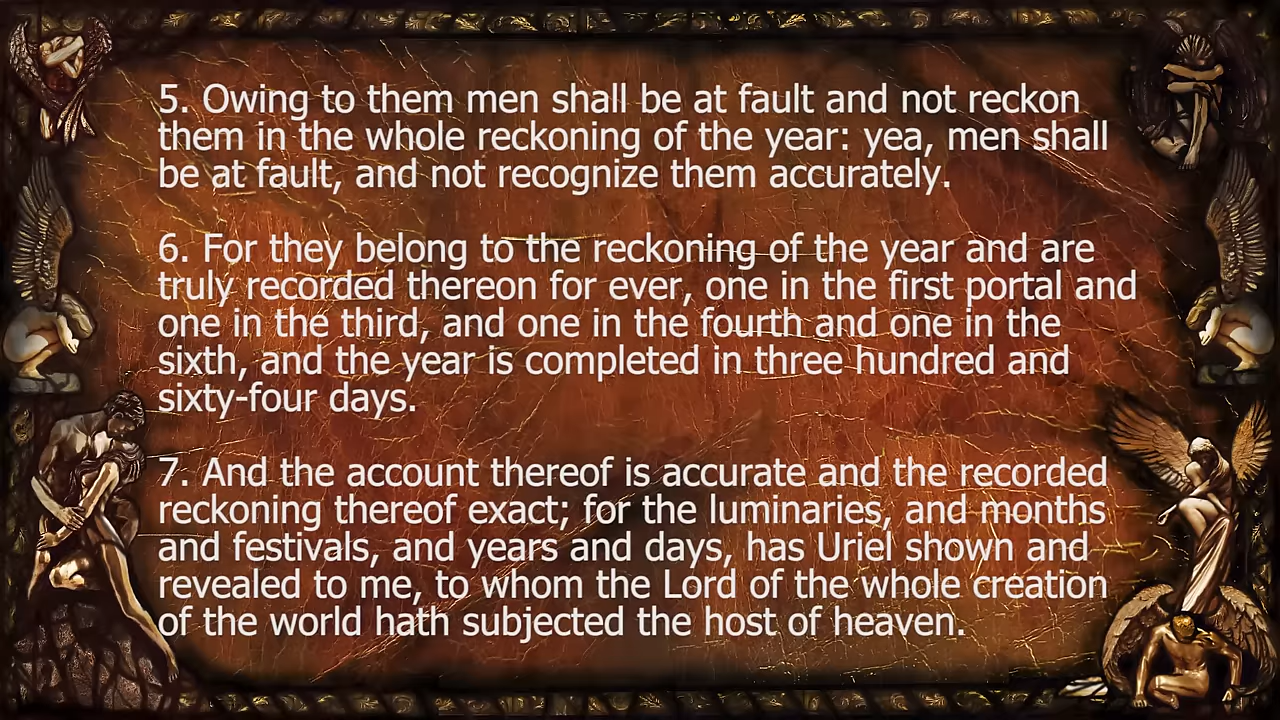 5. Owing to them men shall be at fault and not reckon
them in the whole reckoning of the year: yea, men shall
be at fault, and not recognize them accurately.
6. For they belong to the reckoning of the year and are
truly recorded thereon for ever, one in the first portal and
one in the third, and one in the fourth and one in the
sixth, and the year is completed in three hundred and
sixty-four days.
7. And the account thereof is accurate and the recorded
reckoning thereof exact; for the luminaries, and months
and festivals, and years and days, has Uriel shown and
revealed to me, to whom the Lord of the whole creation
of the world hath subjected the host of heaven.